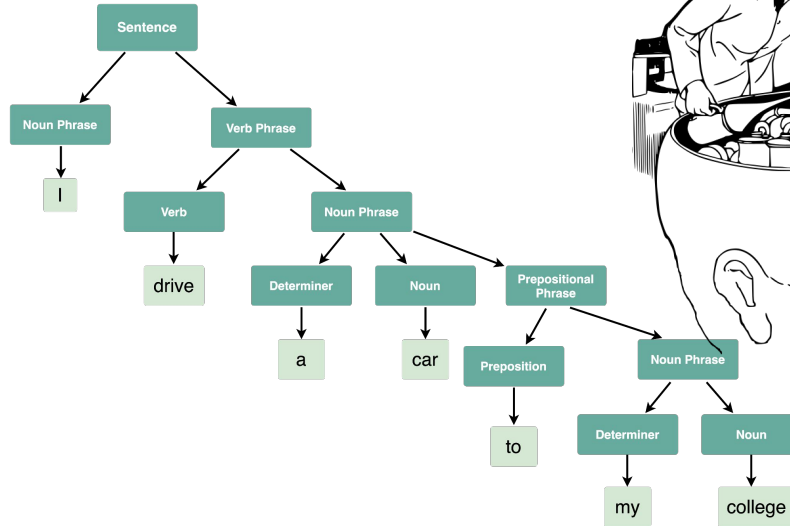 Sentence
Noun Phrase
Verb Phrase
I
Verb
Noun Phrase
drive
Determiner
Noun
Prepositional
Phrase
a
car
Preposition
Noun Phrase
to
Determiner
Noun
my
college